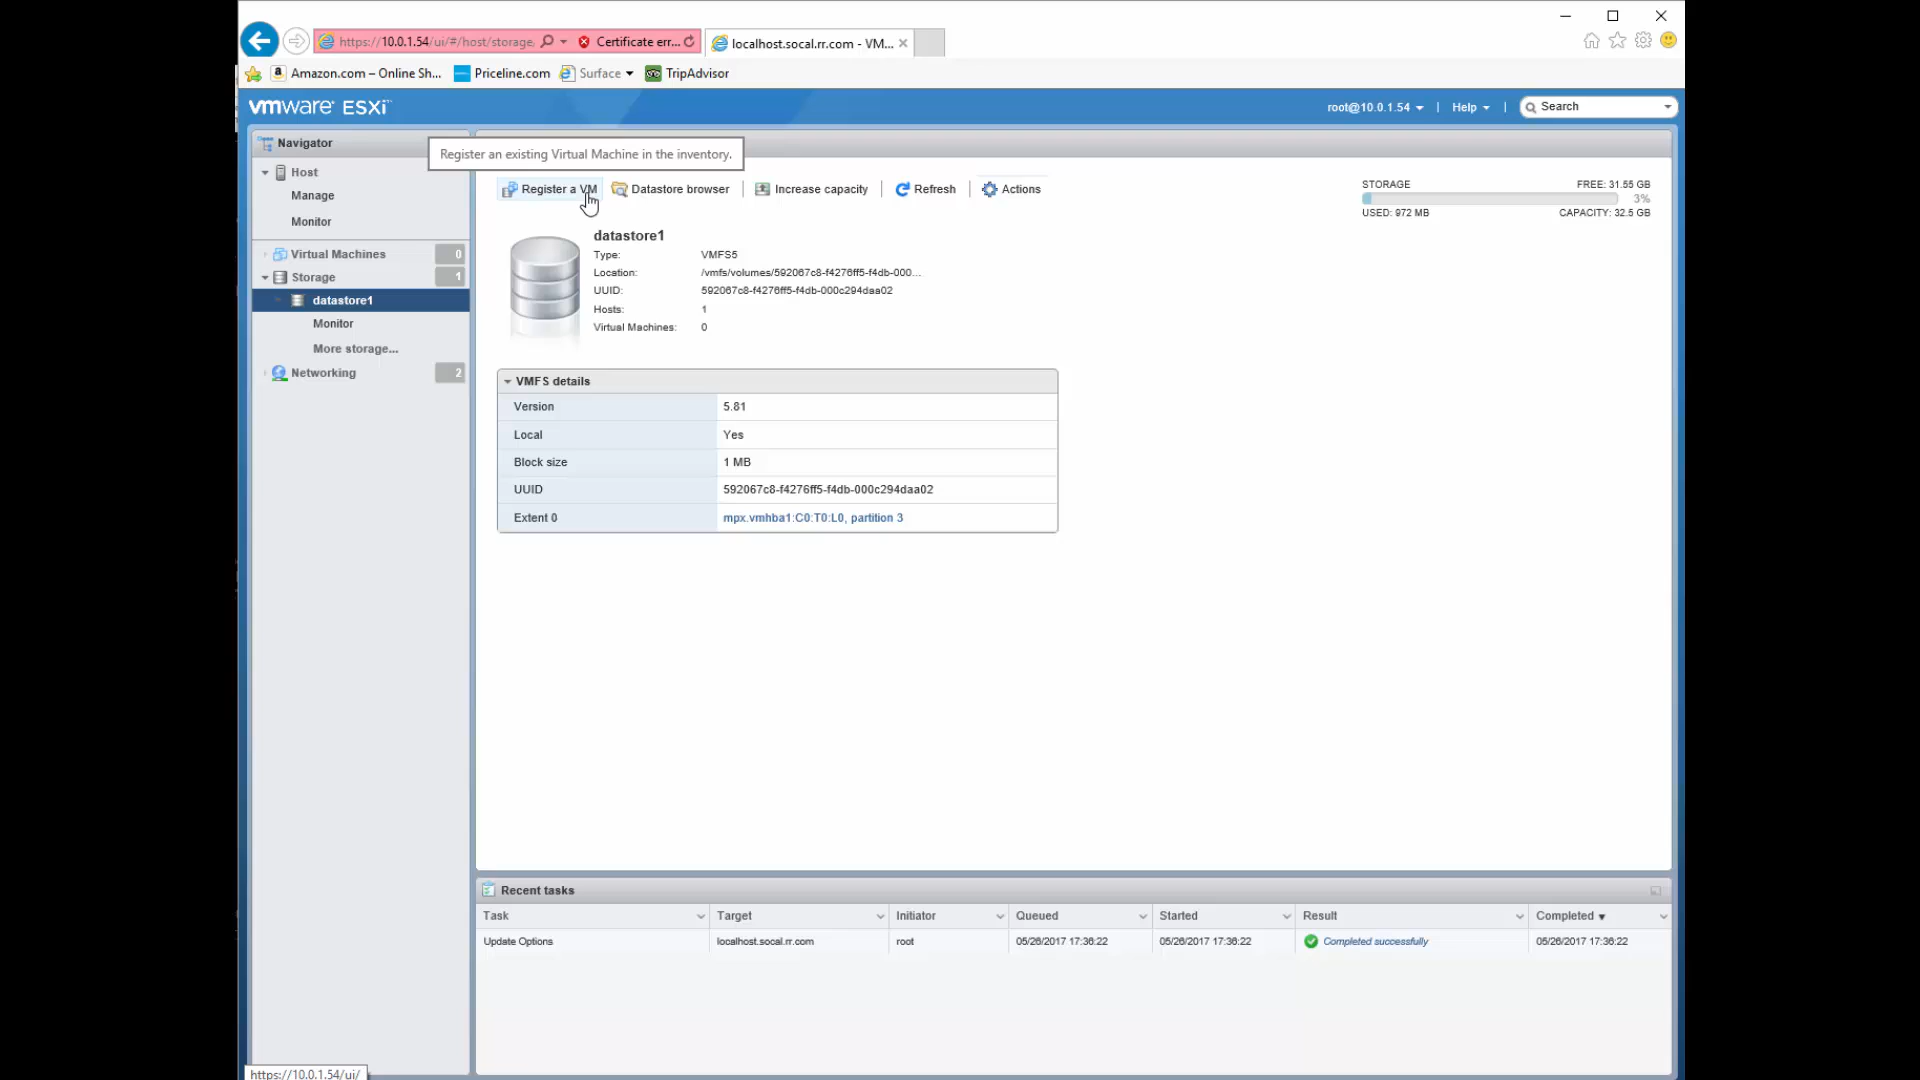 https://10.0.1.54/ui/#/host/storage, Certificate err... localhost.socal.rr.com - VM...
Amazon.com – Online Sh... Priceline.com Surface TripAdvisor
vmware ESXi
root@10.0.1.54 | Help | Search
Navigator
Host
Manage
Monitor
Virtual Machines 0
Storage 1
datastore1
Monitor
More storage...
Networking 2
Register an existing Virtual Machine in the inventory.
Register a VM Datastore browser | Increase capacity | Refresh | Actions
STORAGE FREE: 31.55 GB
3%
USED: 972 MB CAPACITY: 32.5 GB
datastore1
Type: VMFS5
Location: /vmfs/volumes/592067c8-f4276ff5-f4db-000...
UUID: 592067c8-f4276ff5-f4db-000c294daa02
Hosts: 1
Virtual Machines: 0
VMFS details
Version 5.81
Local Yes
Block size 1 MB
UUID 592067c8-f4276ff5-f4db-000c294daa02
Extent 0 mpx.vmhba1:C0:T0:L0, partition 3
Recent tasks
Task Target Initiator Queued Started Result Completed
Update Options localhost.socal.rr.com root 05/26/2017 17:36:22 05/26/2017 17:36:22 Completed successfully 05/26/2017 17:36:22
https://10.0.1.54/ui/